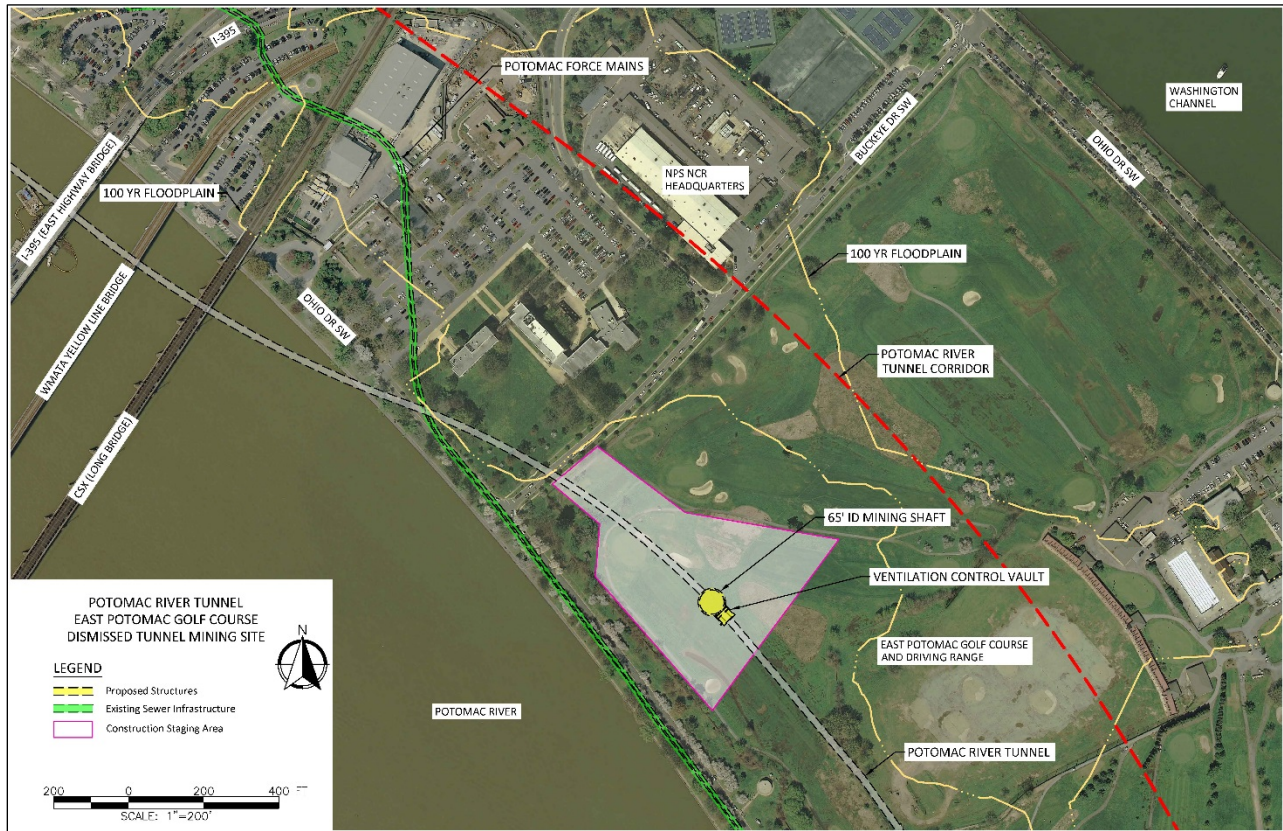 I-395
POTOMAC FORCE MAINS
WASHINGTON
CHANNEL
BUCKEYE DR SW
OHIO DR SW
NPS NCR
HEADQUARTERS
100 YR FLOODPLAIN
I-395 (EAST HIGHWAY BRIDGE)
100 YR FLOODPLAIN
OHIO DR SW
WMATA YELLOW LINE BRIDGE
POTOMAC RIVER
TUNNEL CORRIDOR
CSX (LONG BRIDGE)
65' ID MINING SHAFT
VENTILATION CONTROL VAULT
EAST POTOMAC GOLF COURSE
AND DRIVING RANGE
POTOMAC RIVER
POTOMAC RIVER TUNNEL
POTOMAC RIVER TUNNEL
EAST POTOMAC GOLF COURSE
DISMISSED TUNNEL MINING SITE
N
LEGEND
Proposed Structures
Existing Sewer Infrastructure
Construction Staging Area
200 0 200 400
SCALE: 1"=200'